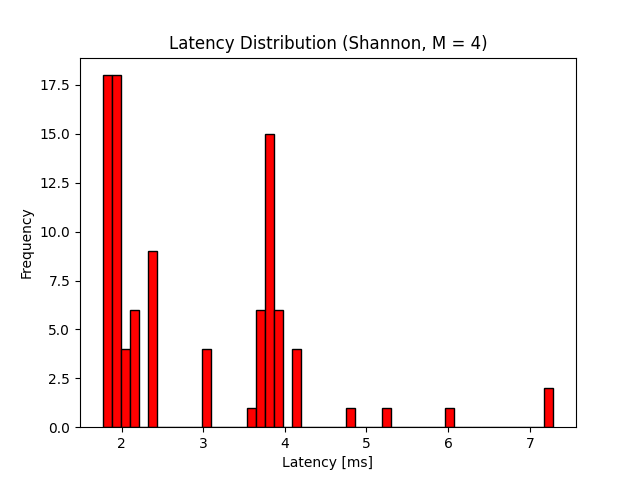 Latency Distribution (Shannon, M = 4)
17.5
15.0
12.5
10.0
7.5
5.0
2.5
0.0
Frequency
2 3 4 5 6 7
Latency [ms]